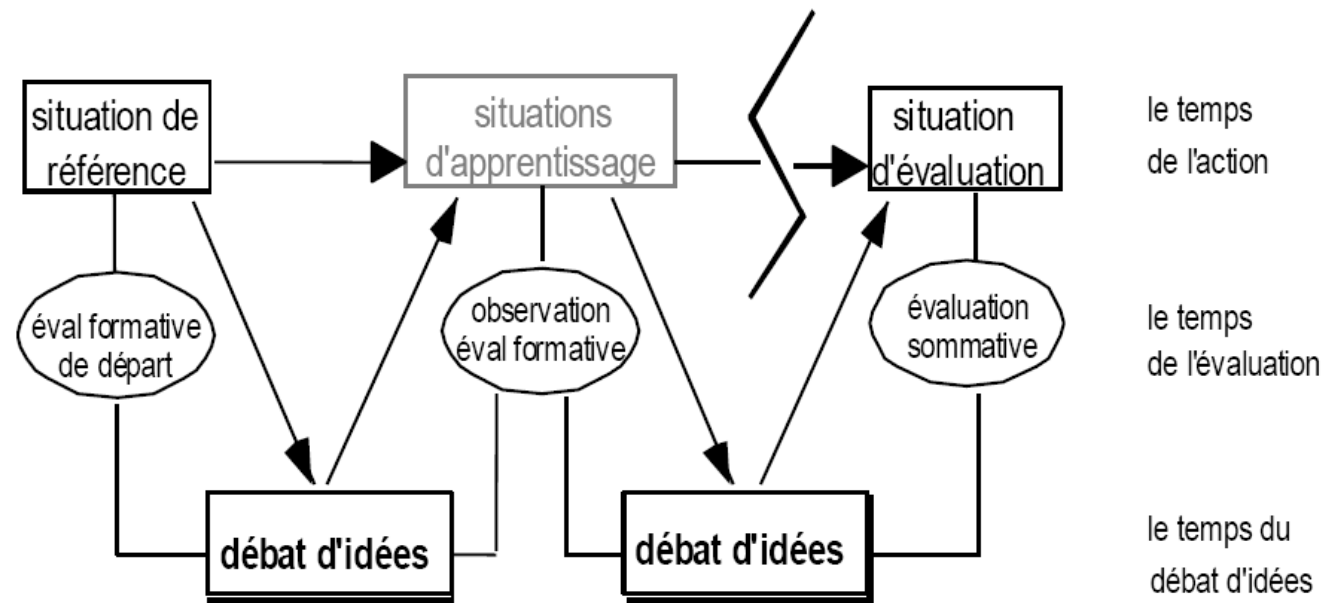 situation de
référence
situations
d'apprentissage
situation
d'évaluation
le temps
de l'action
éval formative
de départ
observation
éval formative
évaluation
sommative
le temps
de l'évaluation
débat d'idées
débat d'idées
le temps du
débat d'idées